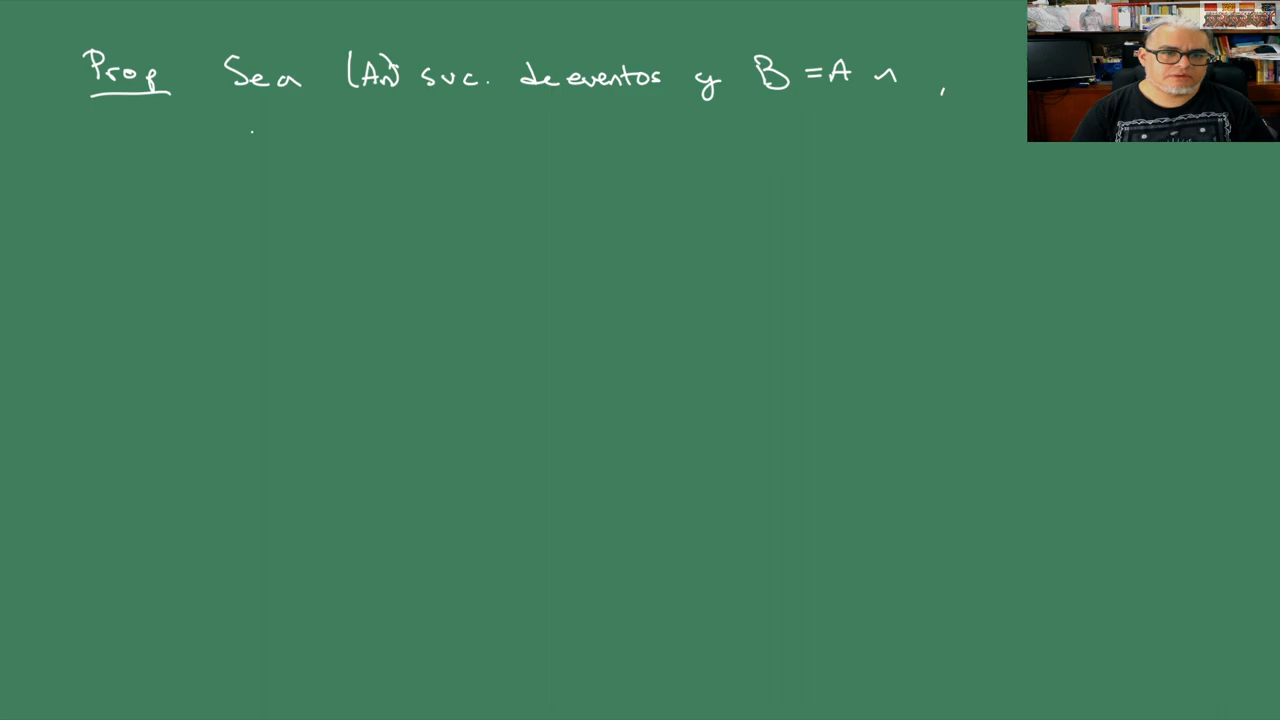 Prop Sea (An) suc. de eventos y B = A n ,